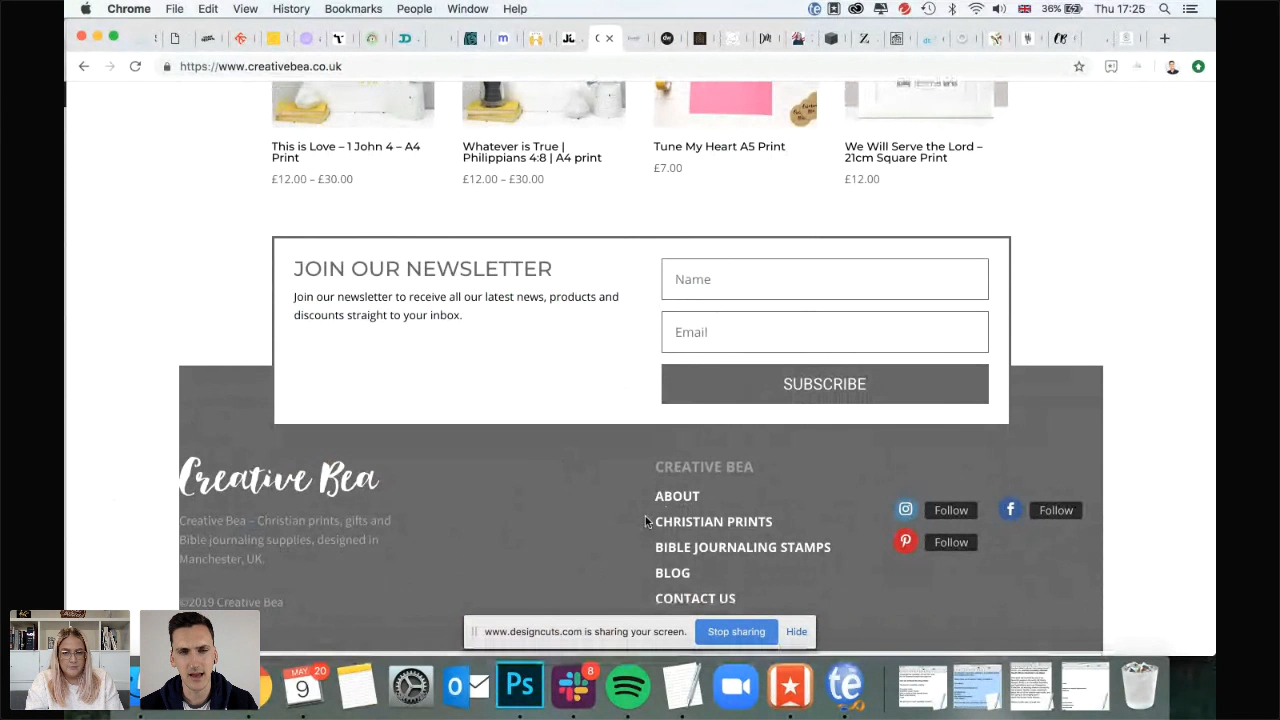 Chrome File Edit View History Bookmarks People Window Help 36% Thu 17:25
https://www.creativebea.co.uk
This is Love – 1 John 4 – A4
Print
£12.00 – £30.00
Whatever is True |
Philippians 4:8 | A4 print
£12.00 – £30.00
Tune My Heart A5 Print
£7.00
We Will Serve the Lord –
21cm Square Print
£12.00
JOIN OUR NEWSLETTER
Join our newsletter to receive all our latest news, products and
discounts straight to your inbox.
Name
Email
SUBSCRIBE
Creative Bea
Creative Bea – Christian prints, gifts and
Bible journaling supplies, designed in
Manchester, UK.
©2019 Creative Bea
CREATIVE BEA
ABOUT
CHRISTIAN PRINTS
BIBLE JOURNALING STAMPS
BLOG
CONTACT US
Follow
Follow
Follow
www.designcuts.com is sharing your screen. Stop sharing Hide
MAY 20
9
Ps
8
te